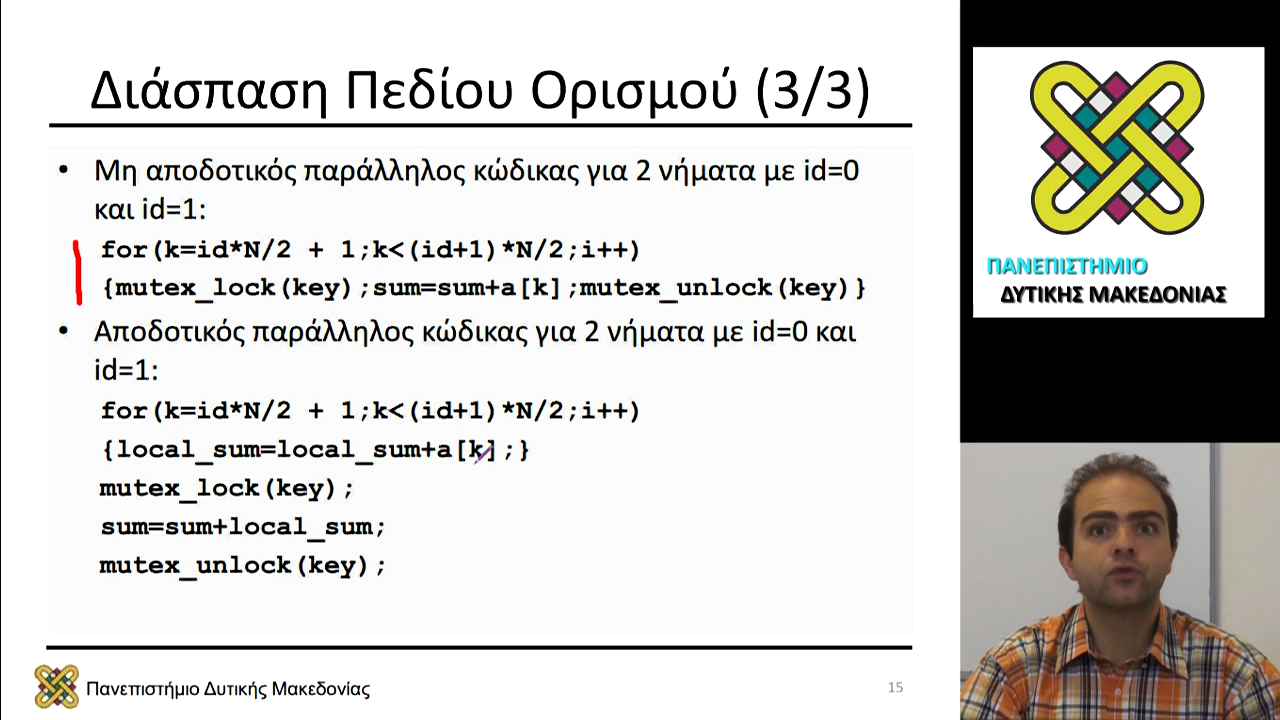 Διάσπαση Πεδίου Ορισμού (3/3)
• Μη αποδοτικός παράλληλος κώδικας για 2 νήματα με id=0
και id=1:
for(k=id*N/2 + 1;k<(id+1)*N/2;i++)
{mutex_lock(key);sum=sum+a[k];mutex_unlock(key)}
• Αποδοτικός παράλληλος κώδικας για 2 νήματα με id=0 και
id=1:
for(k=id*N/2 + 1;k<(id+1)*N/2;i++)
{local_sum=local_sum+a[k];}
mutex_lock(key);
sum=sum+local_sum;
mutex_unlock(key);
Πανεπιστήμιο Δυτικής Μακεδονίας
15
ΠΑΝΕΠΙΣΤΗΜΙΟ
ΔΥΤΙΚΗΣ ΜΑΚΕΔΟΝΙΑΣ